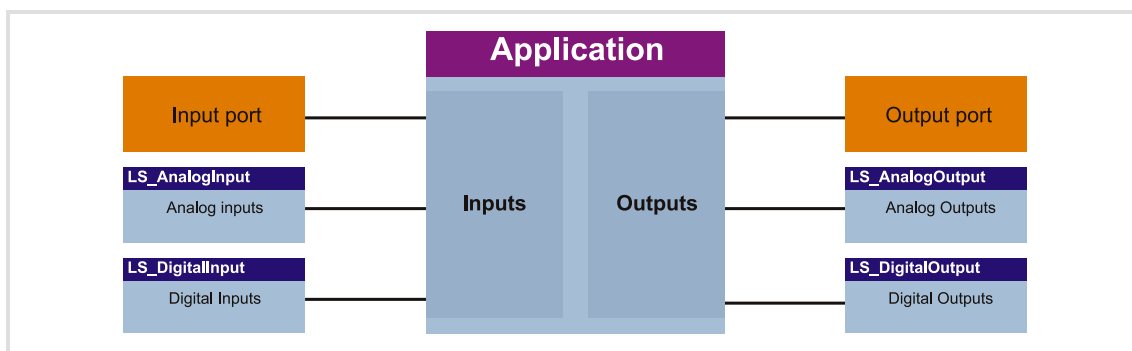 Application
Input port
Output port
LS_AnalogInput
Analog inputs
LS_AnalogOutput
Analog Outputs
Inputs
Outputs
LS_DigitalInput
Digital Inputs
LS_DigitalOutput
Digital Outputs